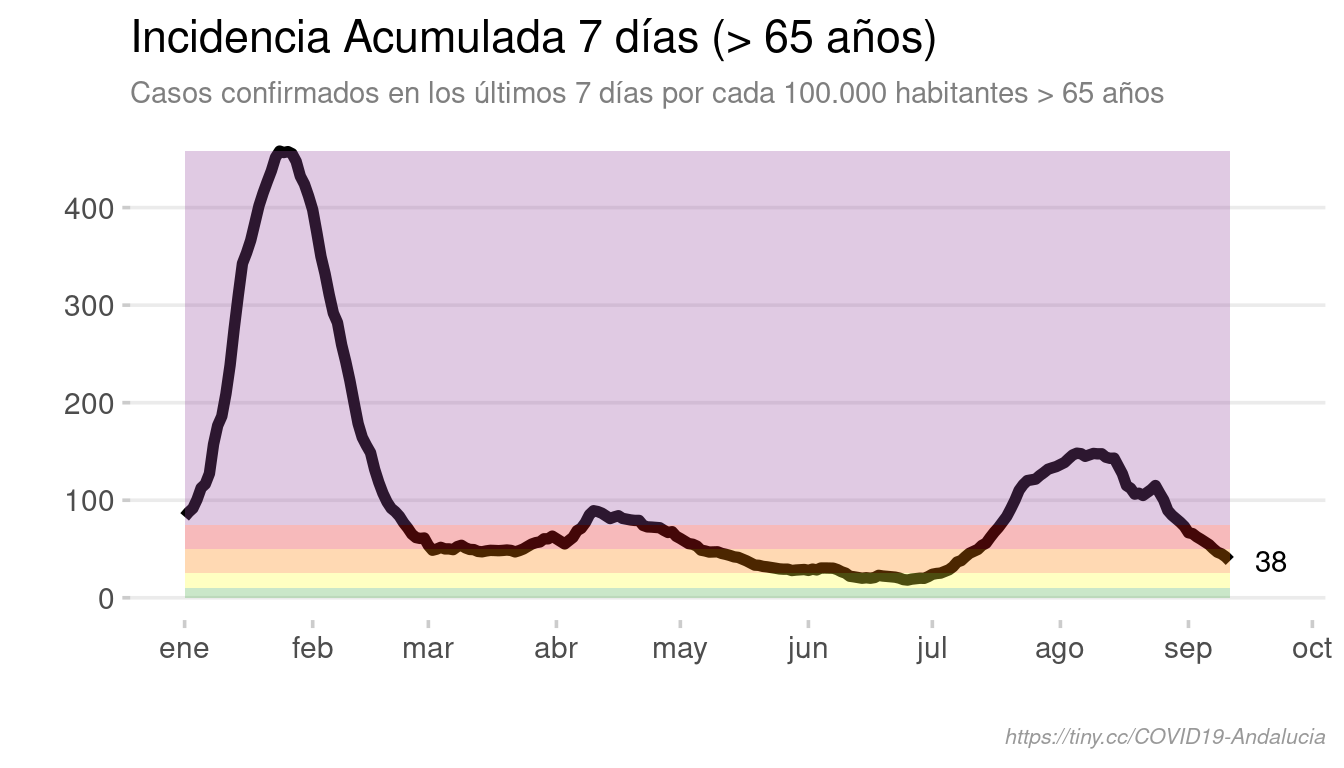 Incidencia Acumulada 7 días (> 65 años)
Casos confirmados en los últimos 7 días por cada 100.000 habitantes > 65 años
400
300
200
100
0
38
ene feb mar abr may jun jul ago sep oct
https://tiny.cc/COVID19-Andalucia